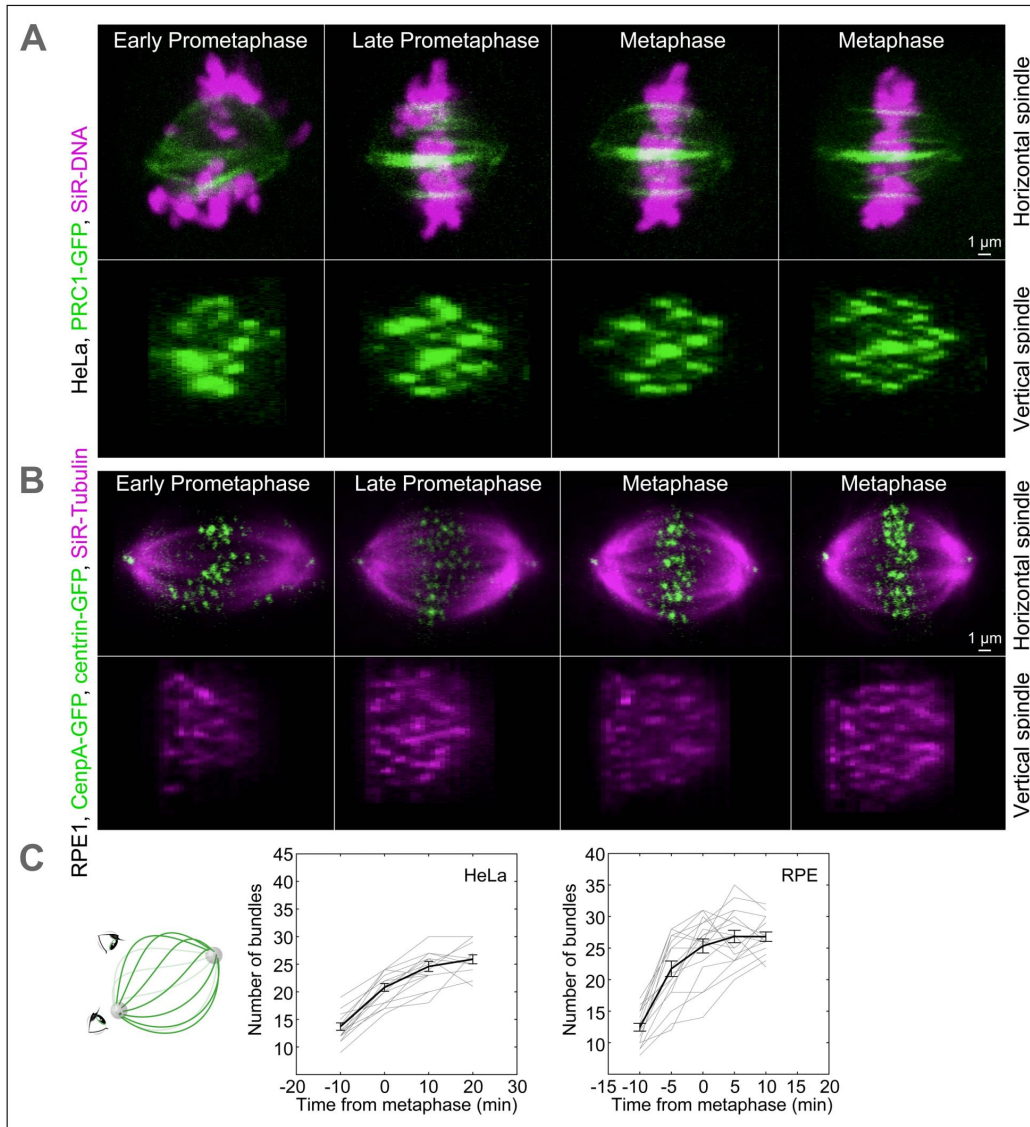 A
Early Prometaphase
Late Prometaphase
Metaphase
Metaphase
HeLa, PRC1-GFP, SiR-DNA
Horizontal spindle
1 µm
Vertical spindle
B
Early Prometaphase
Late Prometaphase
Metaphase
Metaphase
RPE1, CenpA-GFP, centrin-GFP, SiR-Tubulin
Horizontal spindle
1 µm
Vertical spindle
C
HeLa
Number of bundles
45
40
35
30
25
20
15
10
-20 -10 0 10 20 30
Time from metaphase (min)
RPE
Number of bundles
40
35
30
25
20
15
10
-15 -10 -5 0 5 10 20
Time from metaphase (min)